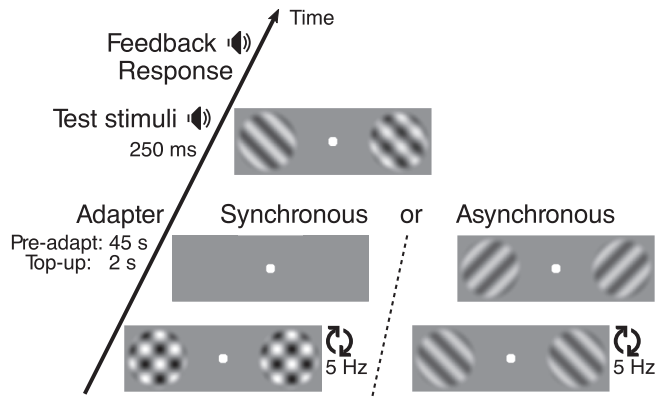 Time
Feedback
Response
Test stimuli
250 ms
Adapter
Synchronous or Asynchronous
Pre-adapt: 45 s
Top-up: 2 s
5 Hz
5 Hz